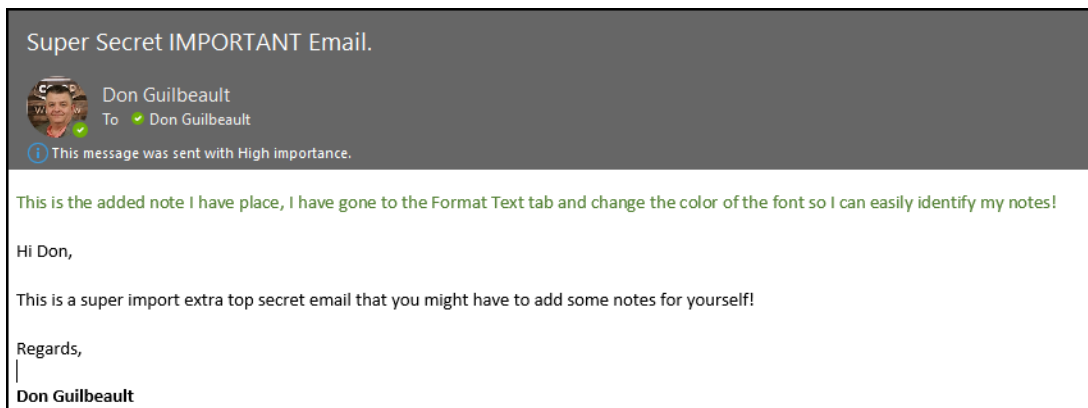 Super Secret IMPORTANT Email.
Don Guilbeault
To Don Guilbeault
This message was sent with High importance.
This is the added note I have place, I have gone to the Format Text tab and change the color of the font so I can easily identify my notes!
Hi Don,
This is a super import extra top secret email that you might have to add some notes for yourself!
Regards,
Don Guilbeault